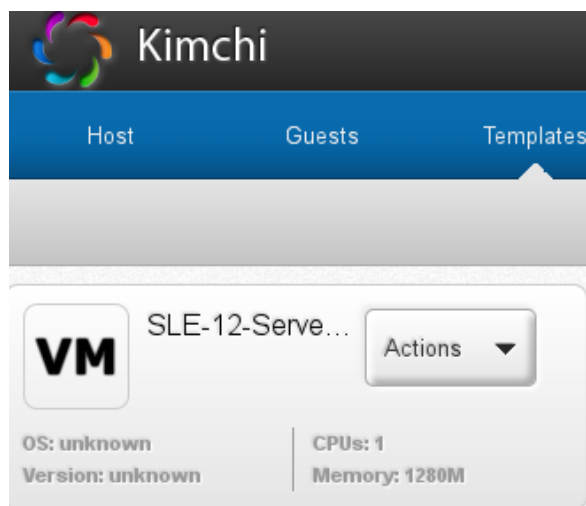 Kimchi
Host Guests Templates
VM SLE-12-Serve... Actions
OS: unknown CPUs: 1
Version: unknown Memory: 1280M